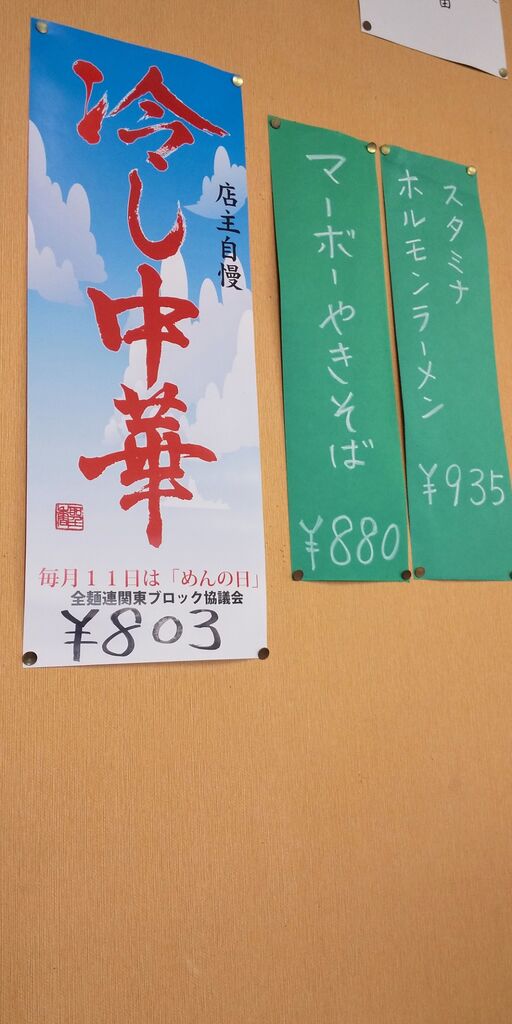 冷し中華
店主自慢
毎月11日は「めんの日」
全麺連関東ブロック協議会
¥803
マーボーやきそば
¥880
スタミナ
ホルモンラーメン
¥935